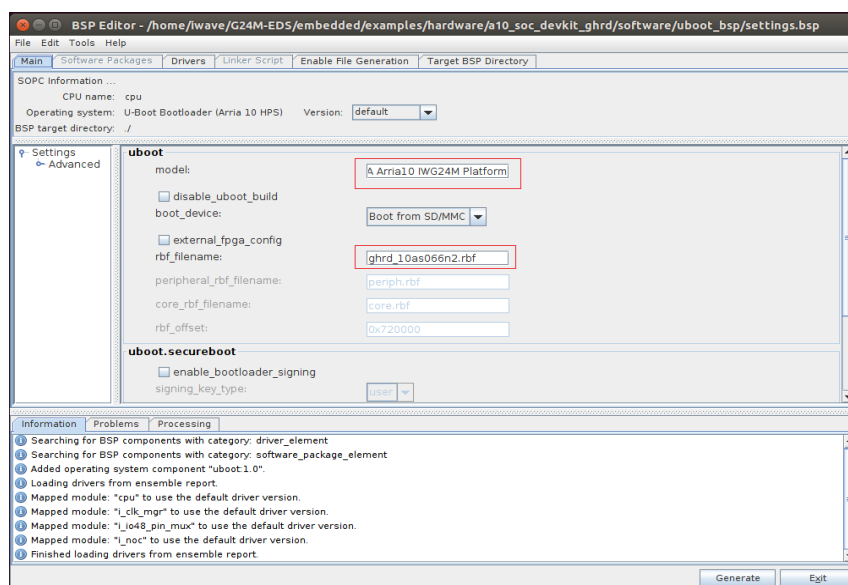 BSP Editor - /home/iwave/G24M-EDS/embedded/examples/hardware/a10_soc_devkit_ghrd/software/uboot_bsp/settings.bsp
File Edit Tools Help
Main Software Packages Drivers Linker Script Enable File Generation Target BSP Directory
SOPC Information ...
CPU name: cpu
Operating system: U-Boot Bootloader (Arria 10 HPS) Version: default
BSP target directory: ./
Settings
Advanced
uboot
model: A Arria10 IWG24M Platform
disable_uboot_build
boot_device: Boot from SD/MMC
external_fpga_config
rbf_filename: ghrd_10as066n2.rbf
peripheral_rbf_filename: periph.rbf
core_rbf_filename: core.rbf
rbf_offset: 0x720000
uboot.secureboot
enable_bootloader_signing
signing_key_type: user
Information Problems Processing
Searching for BSP components with category: driver_element
Searching for BSP components with category: software_package_element
Added operating system component "uboot:1.0".
Loading drivers from ensemble report.
Mapped module: "cpu" to use the default driver version.
Mapped module: "i_clk_mgr" to use the default driver version.
Mapped module: "i_io48_pin_mux" to use the default driver version.
Mapped module: "i_noc" to use the default driver version.
Finished loading drivers from ensemble report.
Generate Exit